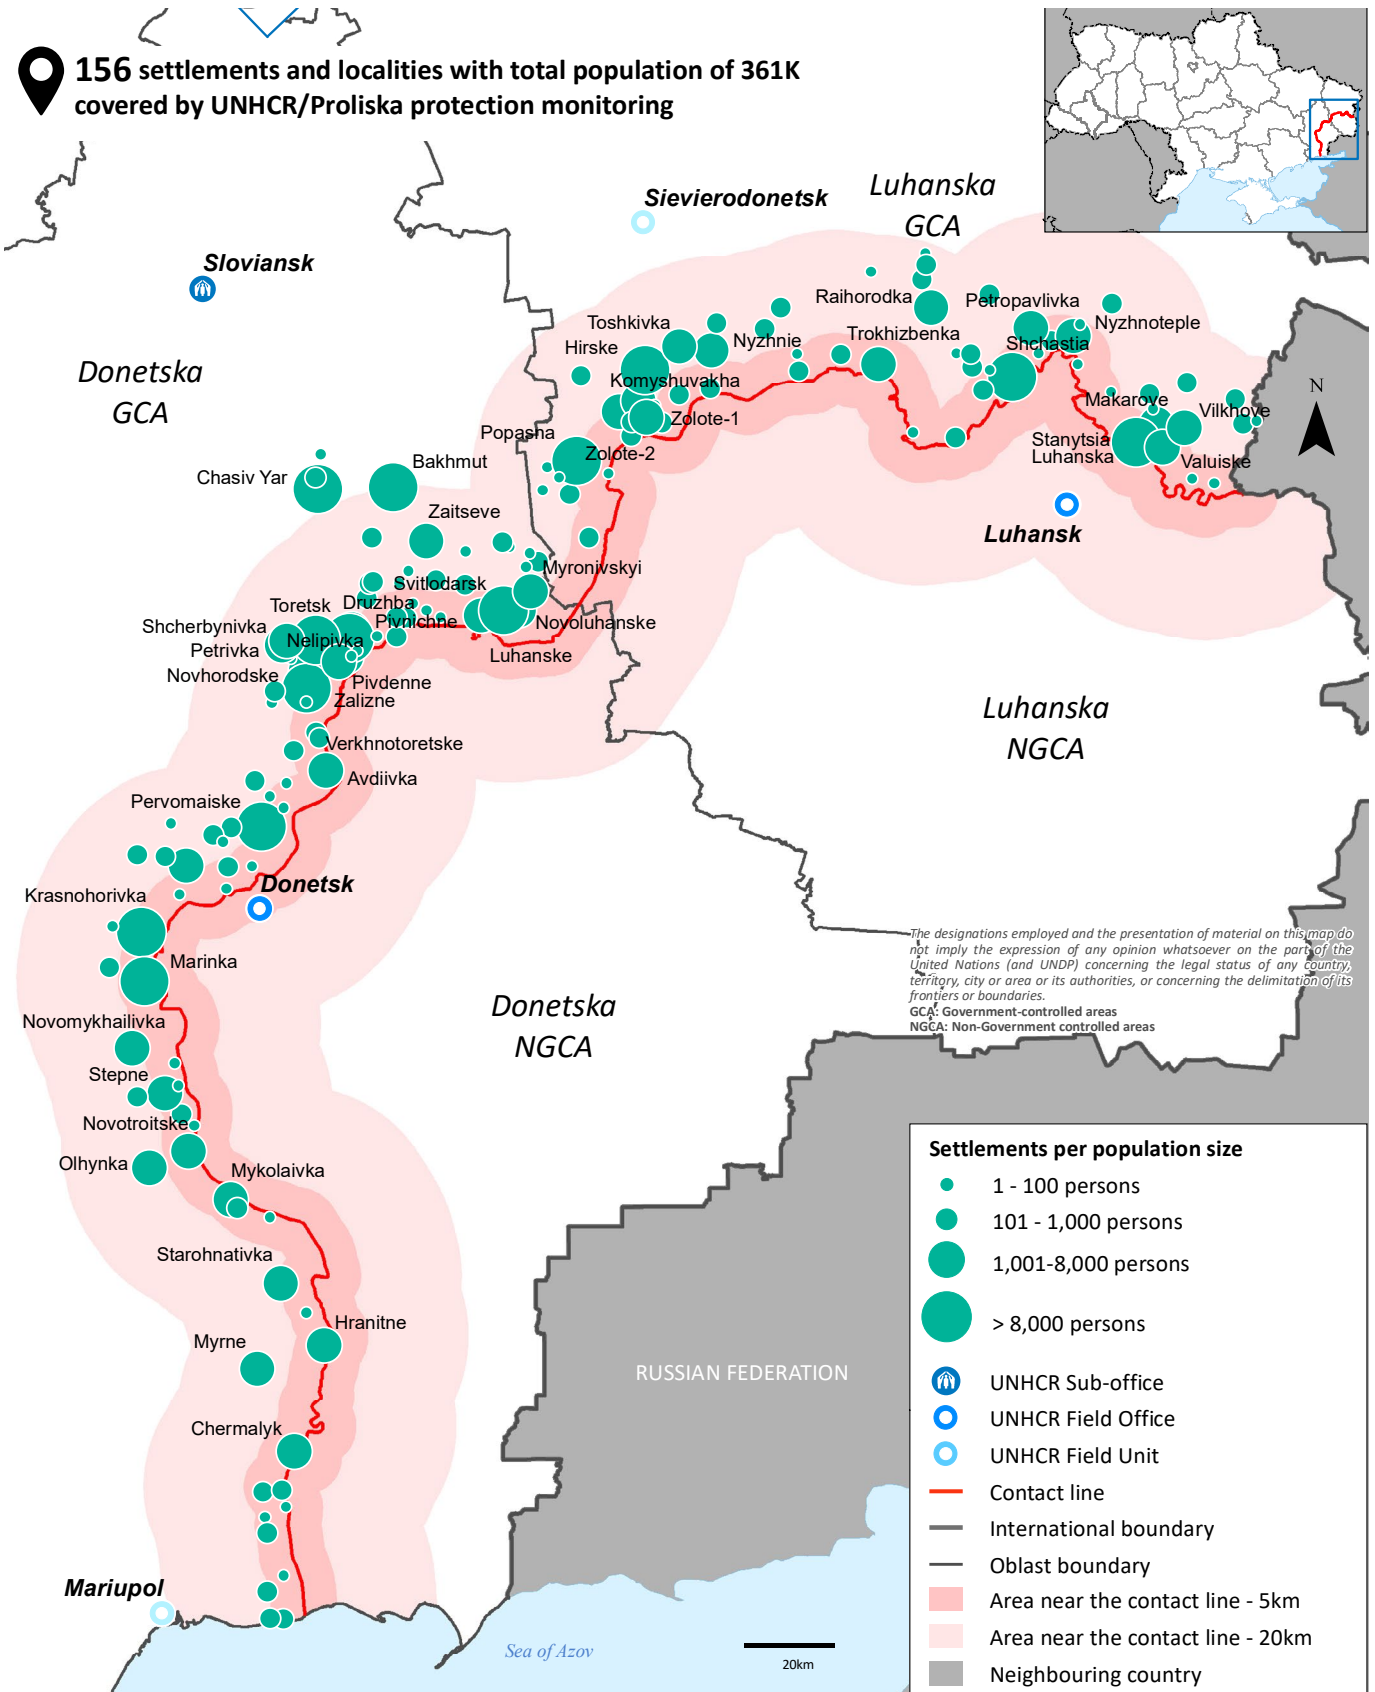 156 settlements and localities with total population of 361K
covered by UNHCR/Proliska protection monitoring
Sievierodonetsk
Luhanska
GCA
Sloviansk
Donetska
GCA
Raihorodka
Petropavlivka
Toshkivka
Nyzhnie
Trokhizbenka
Nyzhnoteple
Hirske
Shchastia
Komyshuvakha
Makarove
Vilkhove
Zolote-1
Popasna
Stanytsia
Luhanska
Zolote-2
Valuiske
Bakhmut
Chasiv Yar
Zaitseve
Luhansk
N
Myronivskyi
Svitlodarsk
Toretsk
Druzhba
Pivnichne
Novoluhanske
Shcherbynivka
Nelipivka
Petrivka
Luhanske
Novhorodske
Pivdenne
Zalizne
Verkhnotoretske
Avdiivka
Luhanska
NGCA
Pervomaiske
Krasnohorivka
Donetsk
Marinka
The designations employed and the presentation of material on this map do
not imply the expression of any opinion whatsoever on the part of the
United Nations (and UNDP) concerning the legal status of any country,
territory, city or area or its authorities, or concerning the delimitation of its
frontiers or boundaries.
GCA: Government-controlled areas
NGCA: Non-Government controlled areas
Donetska
NGCA
Novomykhailivka
Stepne
Novotroitske
Olhynka
Mykolaivka
Starohnativka
Hranitne
Myrne
Chermalyk
Mariupol
RUSSIAN FEDERATION
Sea of Azov
20km
Settlements per population size
1 - 100 persons
101 - 1,000 persons
1,001-8,000 persons
> 8,000 persons
UNHCR Sub-office
UNHCR Field Office
UNHCR Field Unit
Contact line
International boundary
Oblast boundary
Area near the contact line - 5km
Area near the contact line - 20km
Neighbouring country